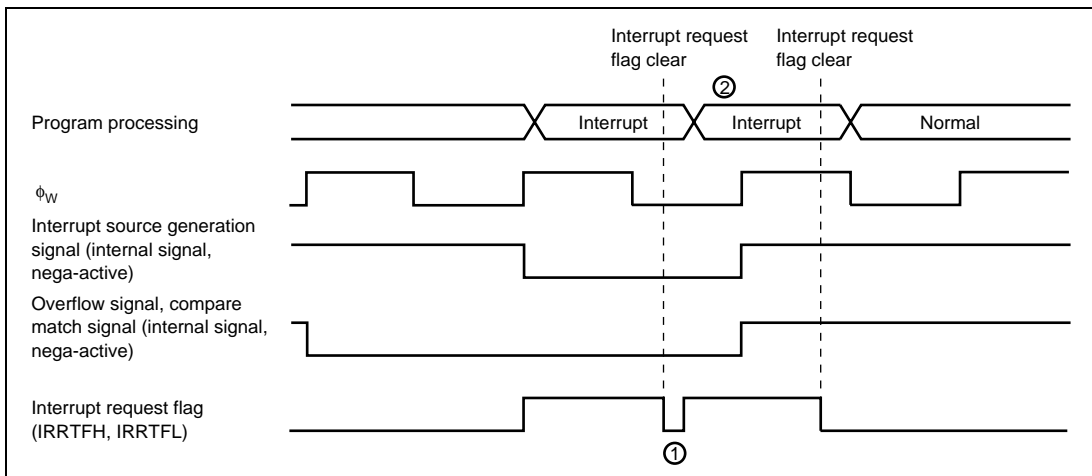 Interrupt request
flag clear
Interrupt request
flag clear
②
Program processing
Interrupt
Interrupt
Normal
ϕW
Interrupt source generation
signal (internal signal,
nega-active)
Overflow signal, compare
match signal (internal signal,
nega-active)
Interrupt request flag
(IRRTFH, IRRTFL)
①